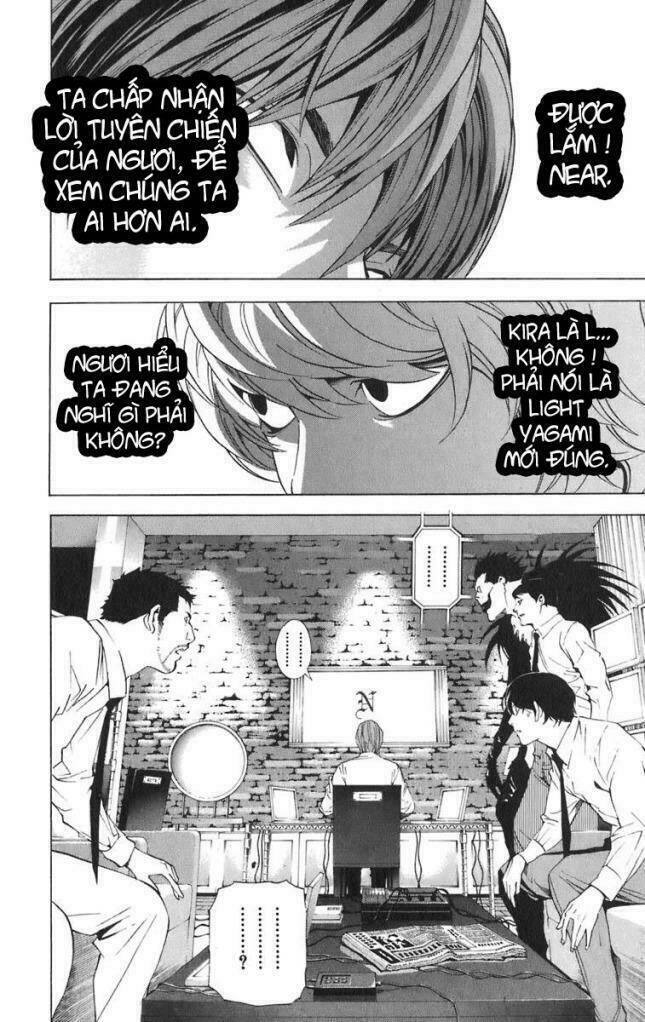 ĐƯỢC
LẮM !
NEAR.
TA CHẤP NHẬN
LỜI TUYÊN CHIẾN
CỦA NGƯƠI, ĐỂ
XEM CHÚNG TA
AI HƠN AI.
KIRA LÀ L...
KHÔNG !
PHẢI NÓI LÀ
LIGHT
YAGAMI
MỚI ĐÚNG.
NGƯƠI HIỂU
TA ĐANG
NGHĨ GÌ PHẢI
KHÔNG?
N
?